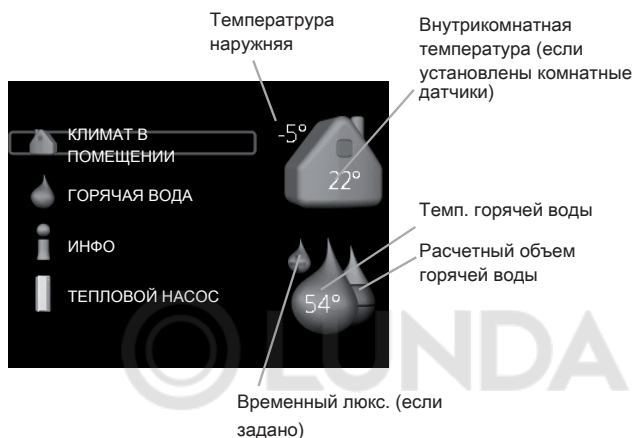 Температрура
наружняя
Внутрикомнатная
температура (если
установлены комнатные
датчики)
КЛИМАТ В
ПОМЕЩЕНИИ
-5°
22°
ГОРЯЧАЯ ВОДА
ИНФО
ТЕПЛОВОЙ НАСОС
54°
Темп. горячей воды
Расчетный объем
горячей воды
LUNDA
Временный люкс. (если
задано)